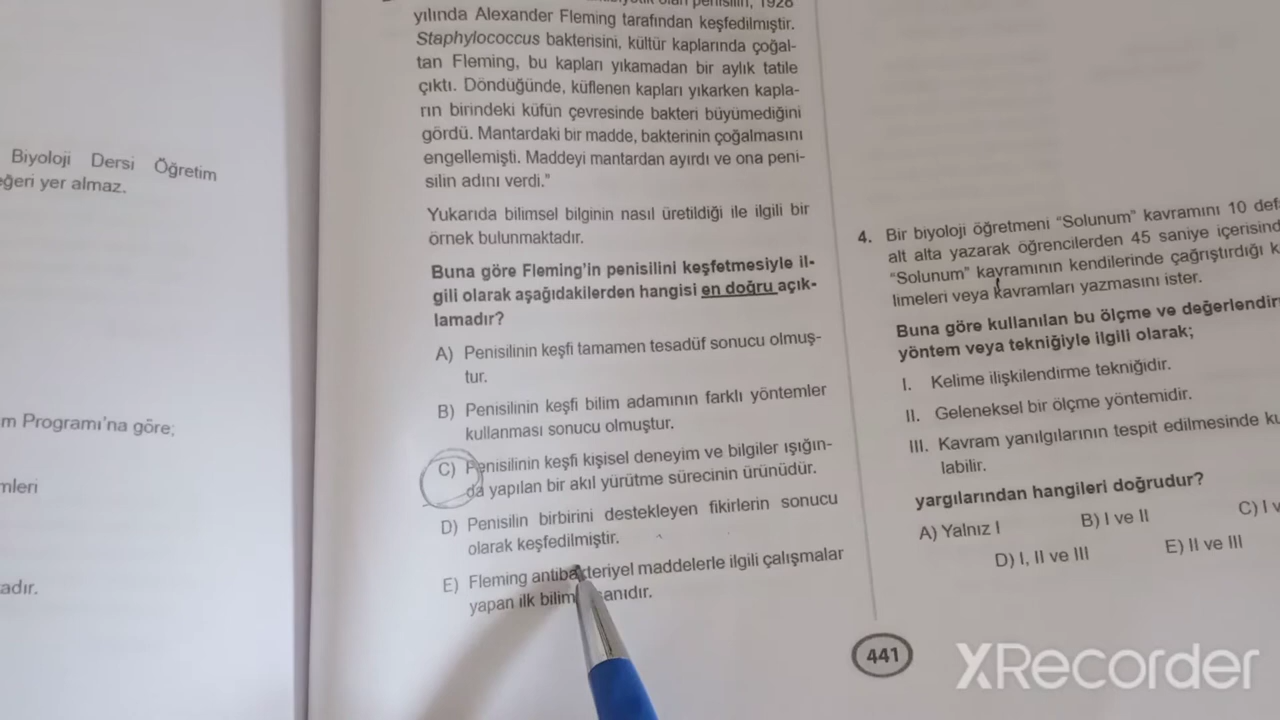 Biyoloji Dersi Öğretim
eğeri yer almaz.
m Programı'na göre;
mleri
adır.
olan penisilin, 1928
yılında Alexander Fleming tarafından keşfedilmiştir.
Staphylococcus bakterisini, kültür kaplarında çoğal-
tan Fleming, bu kapları yıkamadan bir aylık tatile
çıktı. Döndüğünde, küflenen kapları yıkarken kapla-
rın birindeki küfün çevresinde bakteri büyümediğini
gördü. Mantardaki bir madde, bakterinin çoğalmasını
engellemişti. Maddeyi mantardan ayırdı ve ona peni-
silin adını verdi."
Yukarıda bilimsel bilginin nasıl üretildiği ile ilgili bir
örnek bulunmaktadır.
Buna göre Fleming'in penisilini keşfetmesiyle il-
gili olarak aşağıdakilerden hangisi en doğru açık-
lamadır?
A) Penisilinin keşfi tamamen tesadüf sonucu olmuş-
tur.
B) Penisilinin keşfi bilim adamının farklı yöntemler
kullanması sonucu olmuştur.
C) Penisilinin keşfi kişisel deneyim ve bilgiler ışığın-
da yapılan bir akıl yürütme sürecinin ürünüdür.
D) Penisilin birbirini destekleyen fikirlerin sonucu
olarak keşfedilmiştir.
E) Fleming antibakteriyel maddelerle ilgili çalışmalar
yapan ilk bilim
4. Bir biyoloji öğretmeni "Solunum" kavramını 10 def
alt alta yazarak öğrencilerden 45 saniye içerisind
"Solunum" kavramının kendilerinde çağrıştırdığı k
limeleri veya kavramları yazmasını ister.
Buna göre kullanılan bu ölçme ve değerlendir
yöntem veya tekniğiyle ilgili olarak;
I. Kelime ilişkilendirme tekniğidir.
II. Geleneksel bir ölçme yöntemidir.
III. Kavram yanılgılarının tespit edilmesinde ku
labilir.
yargılarından hangileri doğrudur?
A) Yalnız I B) I ve II C) I v
D) I, II ve III E) II ve III
441
XRecorder